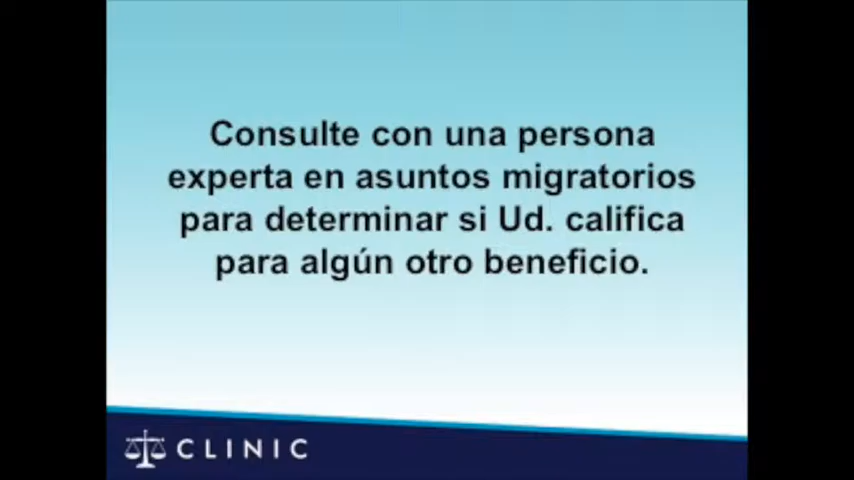 Consulte con una persona
experta en asuntos migratorios
para determinar si Ud. califica
para algún otro beneficio.
CLINIC